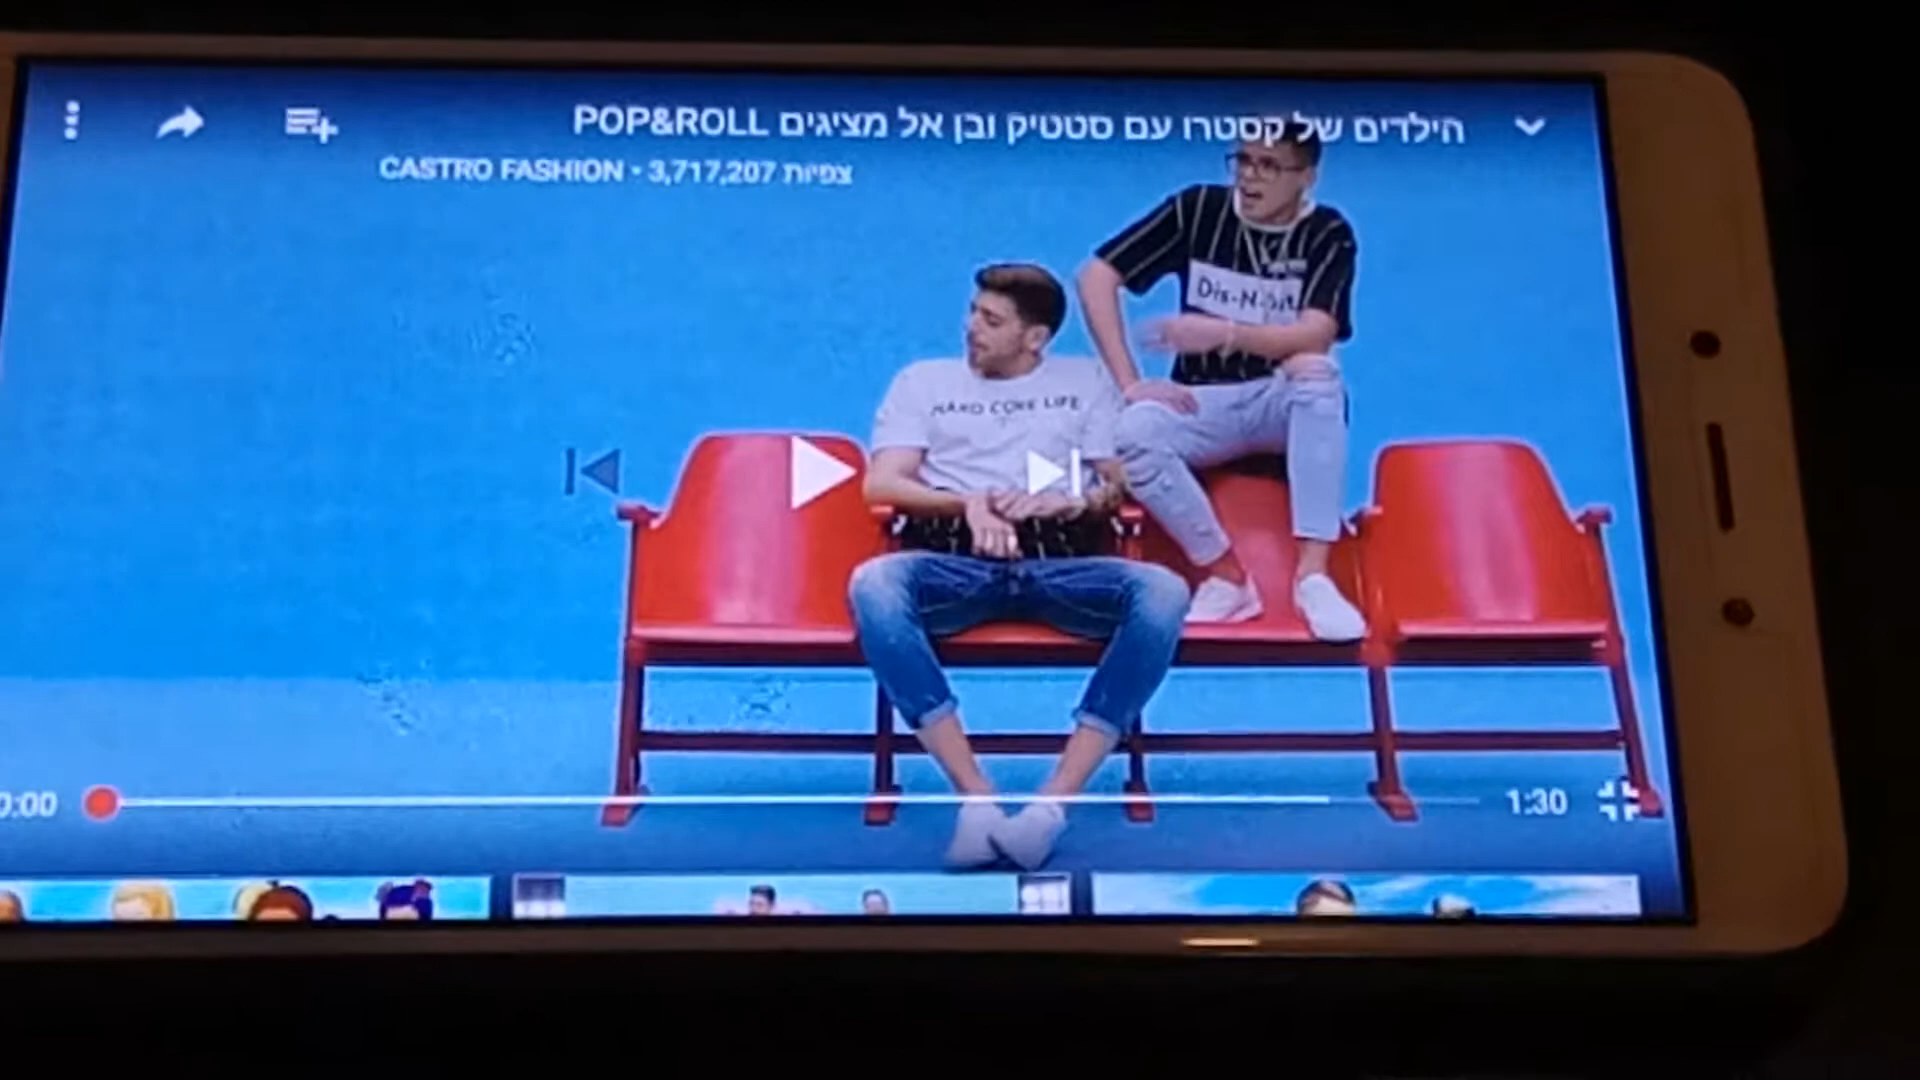 הילדים של קסטרו עם סטטיק ובן אל מציגים POP&ROLL
CASTRO FASHION • 3,717,207 צפיות
Dis-N-
HARD CORE LIFE
0:00
1:30